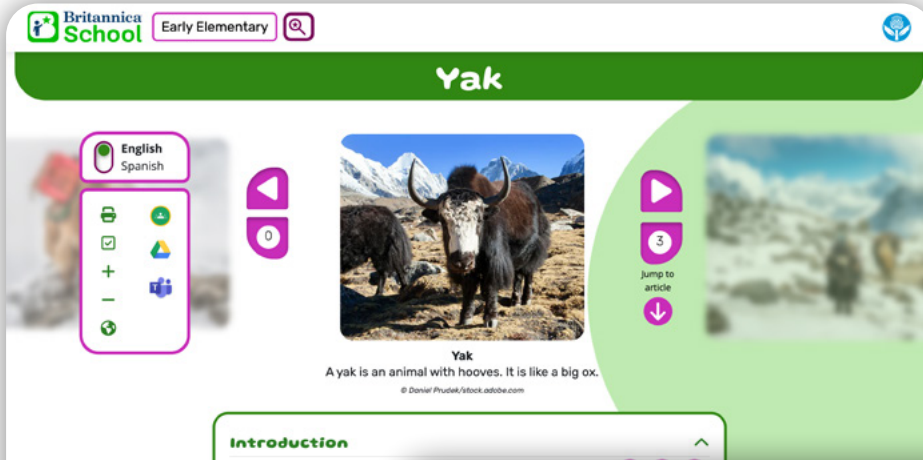 Britannica
School
Early Elementary
Yak
English
Spanish
0
3
Jump to
article
Yak
A yak is an animal with hooves. It is like a big ox.
© Daniel Prudek/stock.adobe.com
Introduction